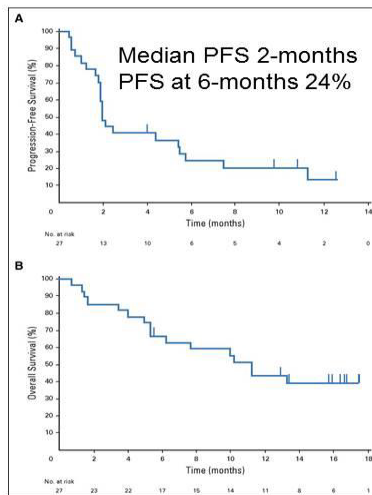 A
100
90
80
70
60
50
40
30
20
10
Progression-Free Survival (%)
Median PFS 2-months
PFS at 6-months 24%
0 2 4 6 8 10 12 14
Time (months)
No. at risk
27 13 10 6 5 4 2 0
B
100
90
80
70
60
50
40
30
20
10
Overall Survival (%)
0 2 4 6 8 10 12 14 16 18
Time (months)
No. at risk
27 23 22 17 15 14 11 8 6 1